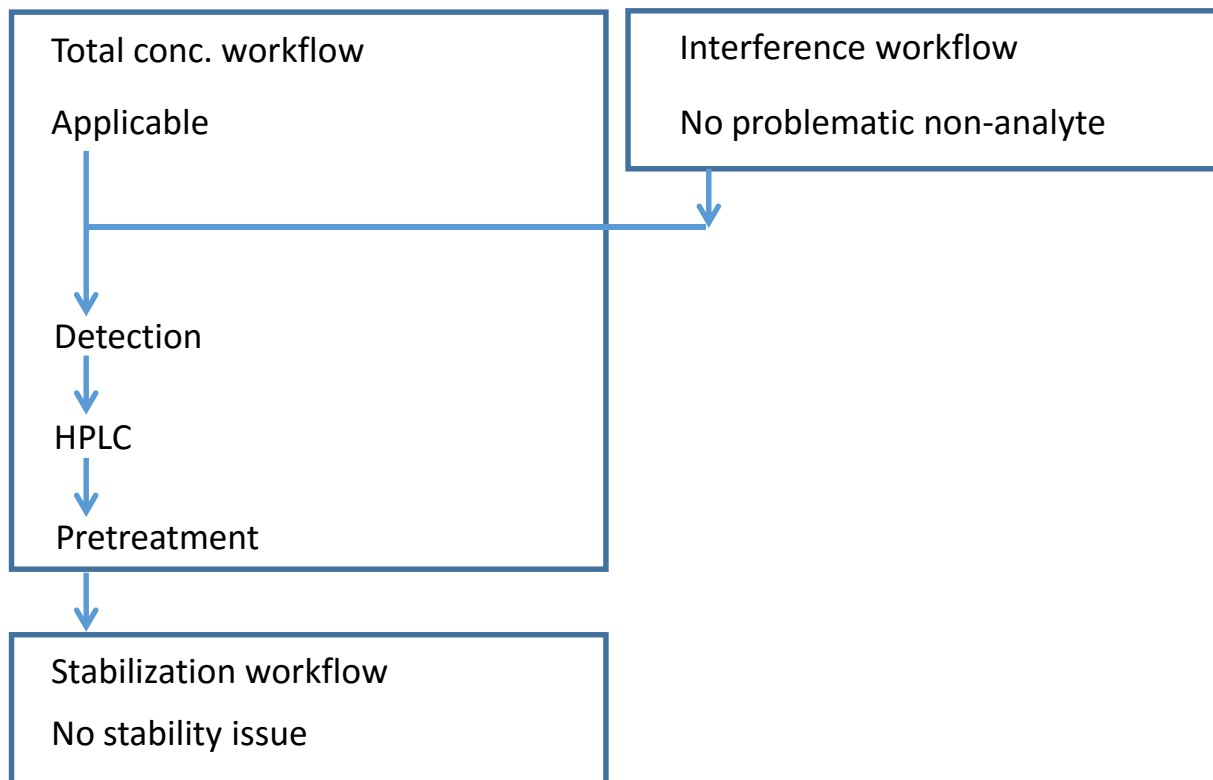 Total conc. workflow
Applicable
Interference workflow
No problematic non-analyte
Detection
HPLC
Pretreatment
Stabilization workflow
No stability issue